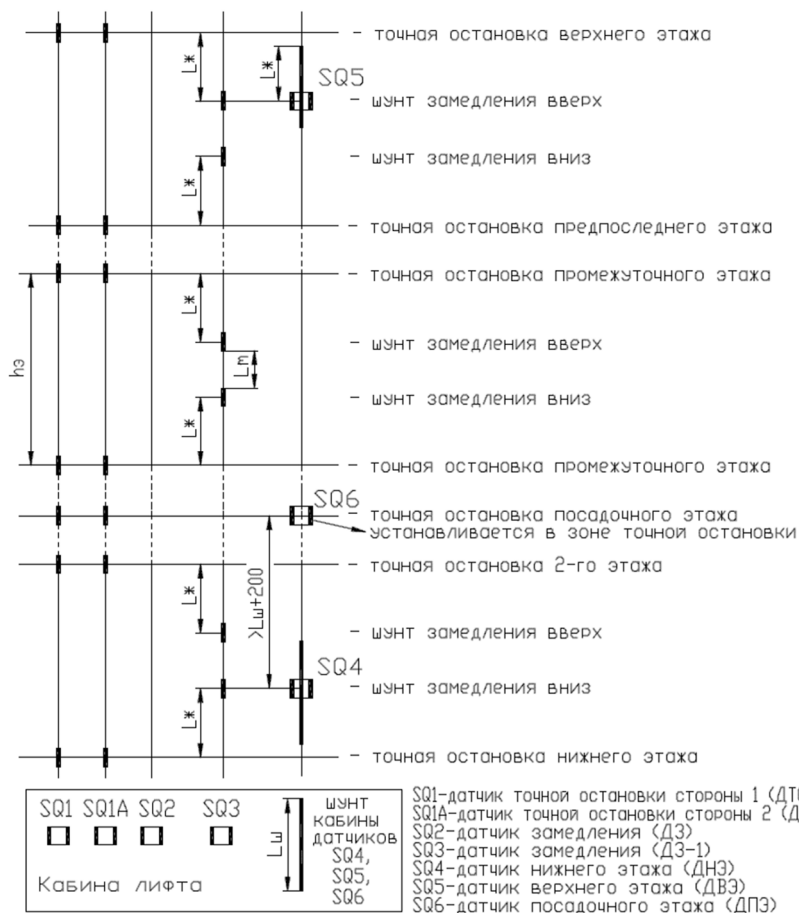 - точная остановка верхнего этажа
L*
L*
SQ5
- шунт замедления вверх
- шунт замедления вниз
L*
- точная остановка предпоследнего этажа
- точная остановка промежуточного этажа
L*
- шунт замедления вверх
hэ
Lm
- шунт замедления вниз
L*
- точная остановка промежуточного этажа
SQ6
- точная остановка посадочного этажа
устанавливается в зоне точной остановки
- точная остановка 2-го этажа
L*
>Lш+200
- шунт замедления вверх
SQ4
- шунт замедления вниз
L*
- точная остановка нижнего этажа
SQ1 SQ1A SQ2 SQ3
Кабина лифта
Lш
шунт
кабины
датчиков
SQ4,
SQ5,
SQ6
SQ1-датчик точной остановки стороны 1
SQ1A-датчик точной остановки стороны 2
SQ2-датчик замедления (ДЗ)
SQ3-датчик замедления (ДЗ-1)
SQ4-датчик нижнего этажа (ДНЭ)
SQ5-датчик верхнего этажа (ДВЭ)
SQ6-датчик посадочного этажа (ДПЭ)